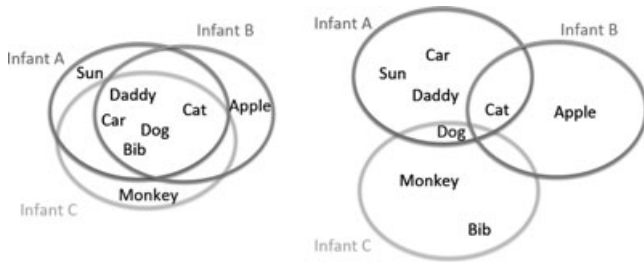 Infant B
Infant A
Sun
Daddy
Cat
Apple
Car
Dog
Bib
Monkey
Infant C
Infant A
Infant B
Car
Sun
Daddy
Cat
Apple
Dog
Monkey
Bib
Infant C